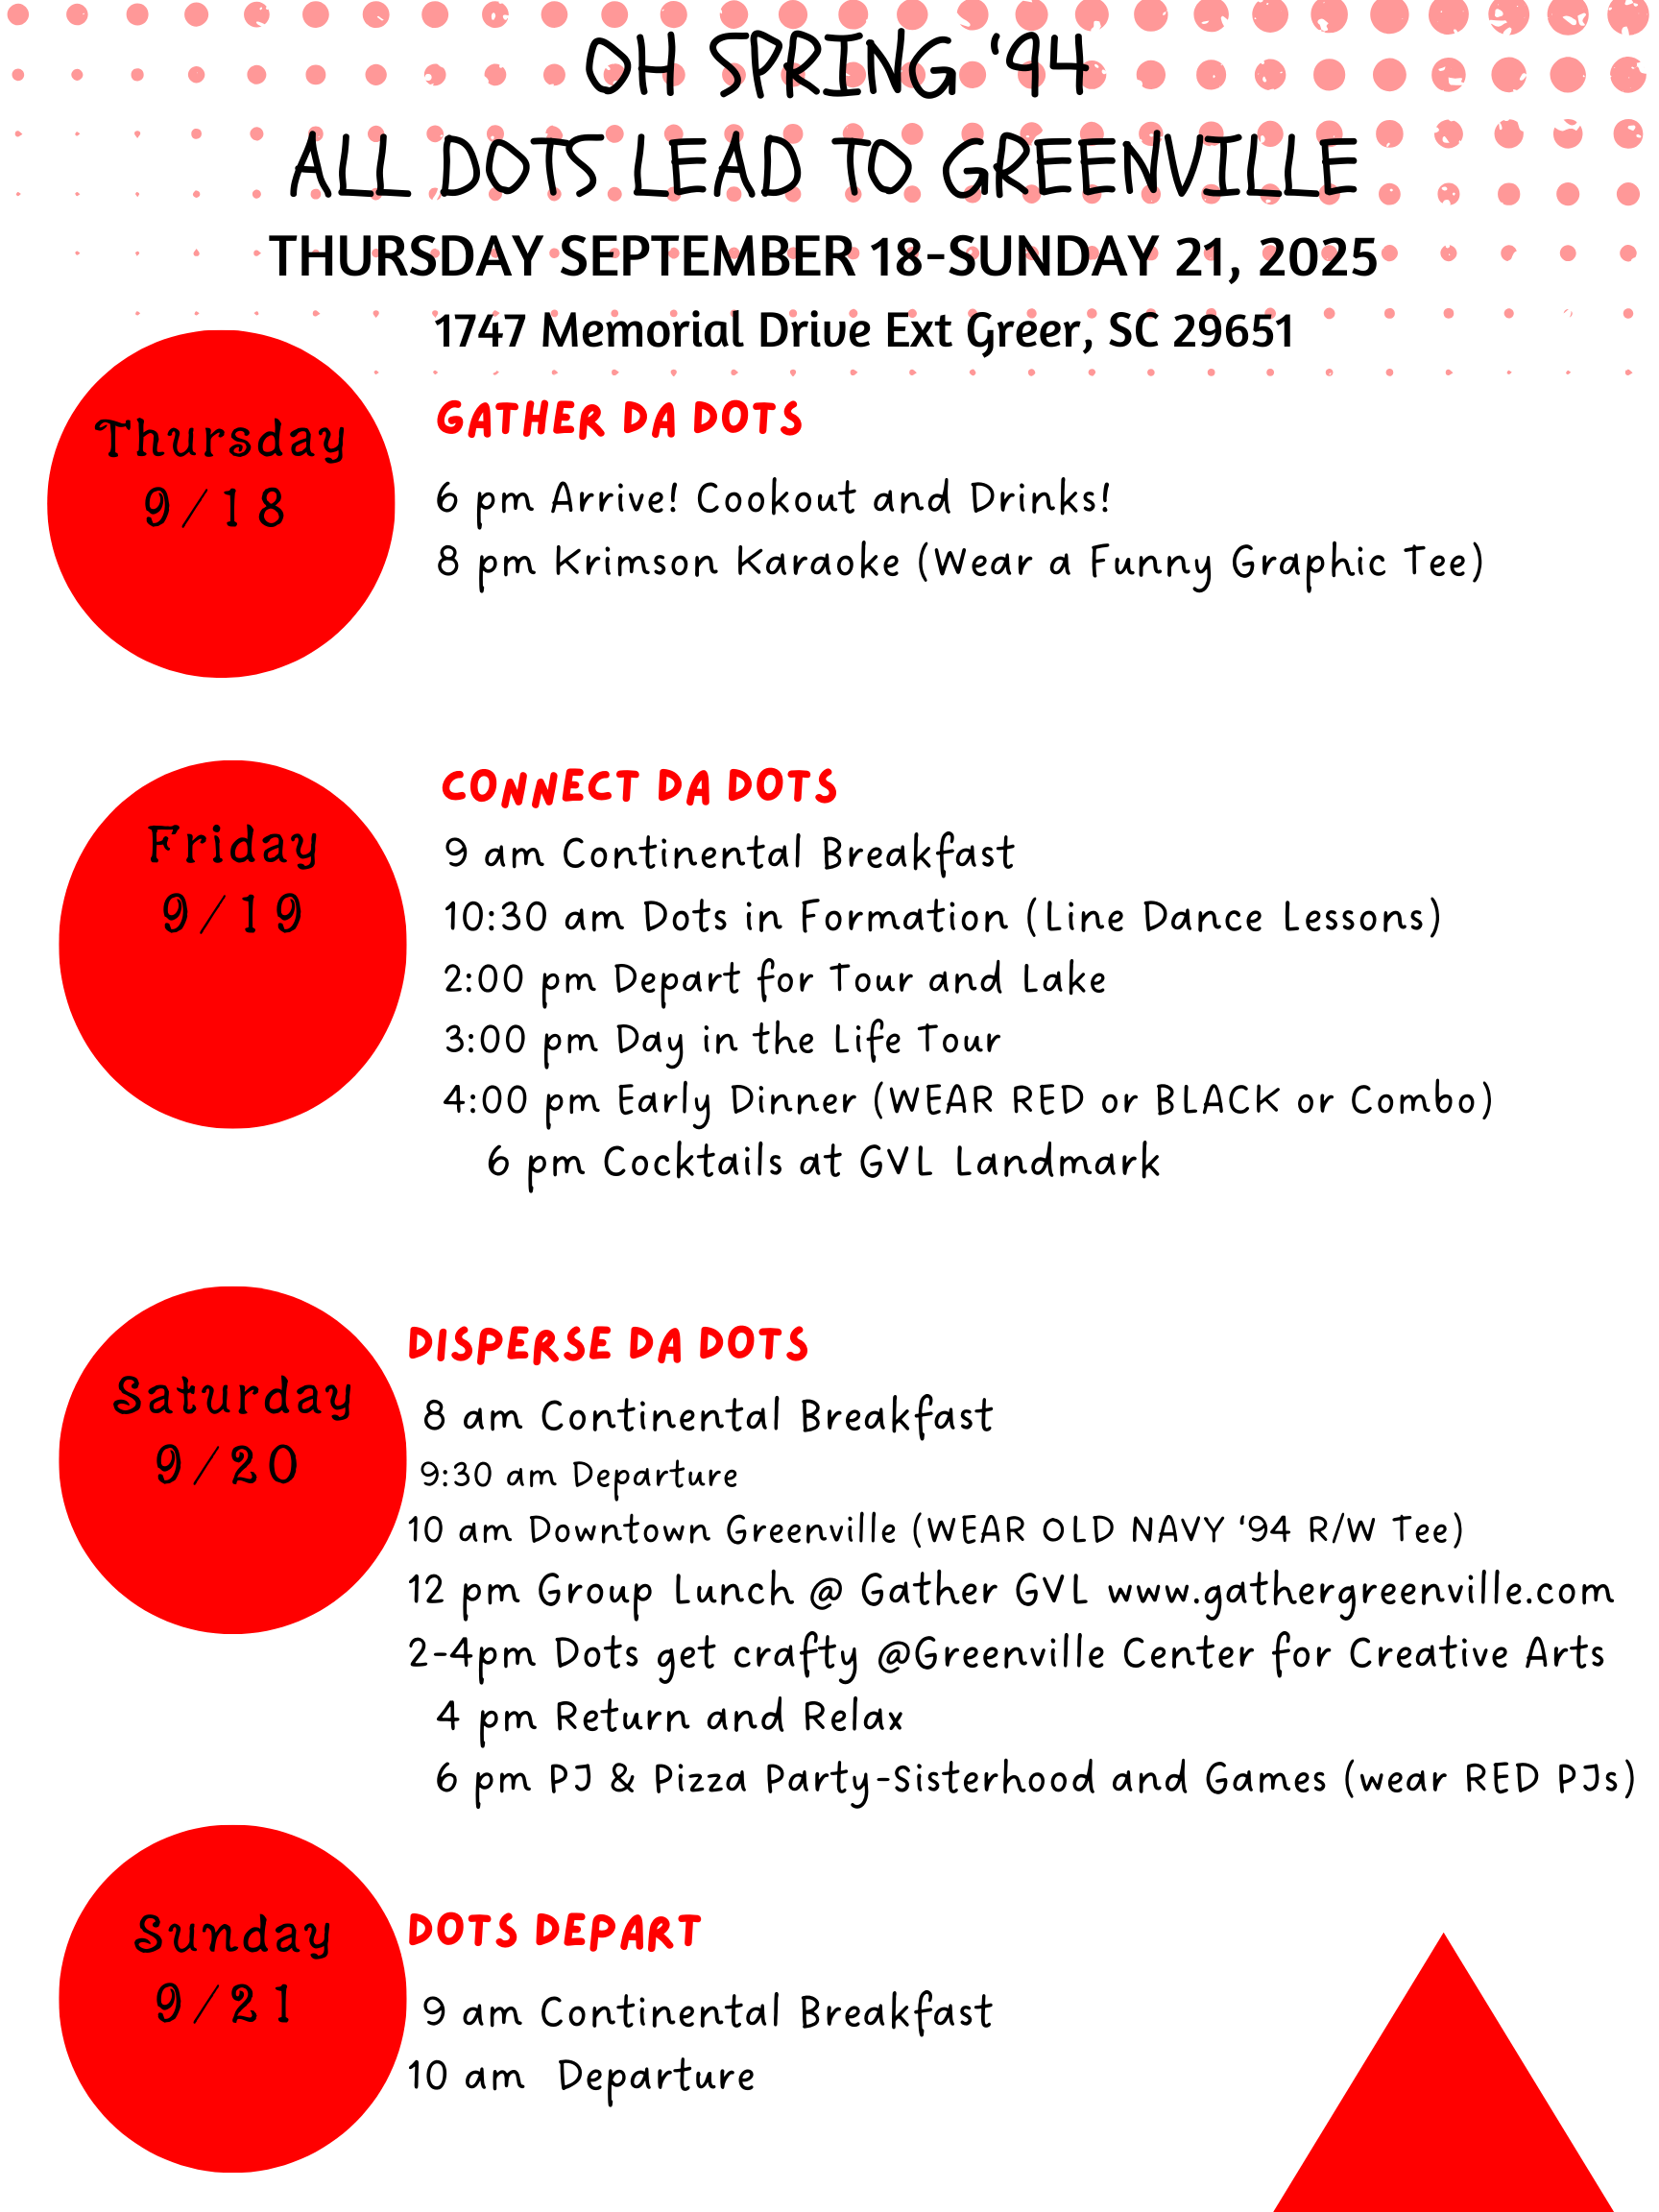 OH SPRING ‘94
ALL DOTS LEAD TO GREENVILLE
THURSDAY SEPTEMBER 18-SUNDAY 21, 2025
1747 Memorial Drive Ext Greer, SC 29651
Thursday
9/18
GATHER DA DOTS
6 pm Arrive! Cookout and Drinks!
8 pm Krimson Karaoke (Wear a Funny Graphic Tee)
Friday
9/19
CONNECT DA DOTS
9 am Continental Breakfast
10:30 am Dots in Formation (Line Dance Lessons)
2:00 pm Depart for Tour and Lake
3:00 pm Day in the Life Tour
4:00 pm Early Dinner (WEAR RED or BLACK or Combo)
6 pm Cocktails at GVL Landmark
Saturday
9/20
DISPERSE DA DOTS
8 am Continental Breakfast
9:30 am Departure
10 am Downtown Greenville (WEAR OLD NAVY ‘94 R/W Tee)
12 pm Group Lunch @ Gather GVL www.gathergreenville.com
2-4pm Dots get crafty @Greenville Center for Creative Arts
4 pm Return and Relax
6 pm PJ & Pizza Party-Sisterhood and Games (wear RED PJs)
Sunday
9/21
DOTS DEPART
9 am Continental Breakfast
10 am Departure